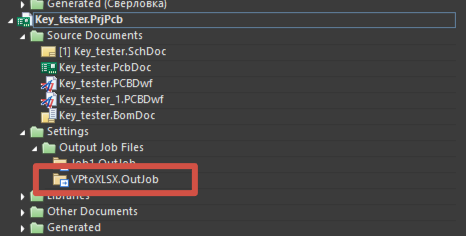 Generated (Сверловка)
Key_tester.PrjPcb
Source Documents
[1] Key_tester.SchDoc
Key_tester.PcbDoc
Key_tester.PCBDwf
Key_tester_1.PCBDwf
Key_tester.BomDoc
Settings
Output Job Files
Job1.OutJob
VPtoXLSX.OutJob
Libraries
Other Documents
Generated